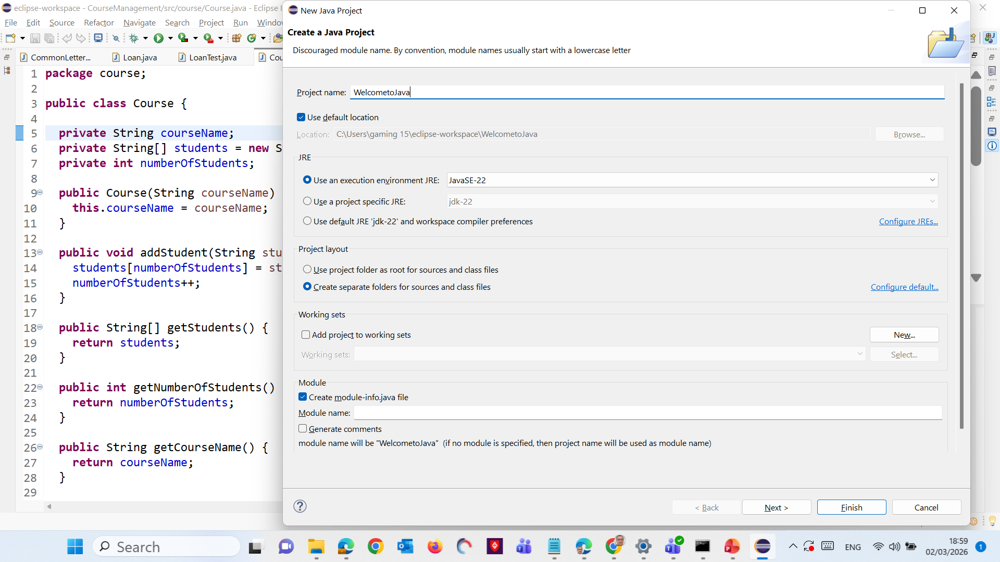 eclipse-workspace - CourseManagement/src/course/Course.java - Eclipse I
File Edit Source Refactor Navigate Search Project Run Windo
CommonLetter...
Loan.java
LoanTest.java
Cou
1 package course;
2
3 public class Course {
4
5 private String courseName;
6 private String[] students = new S
7 private int numberOfStudents;
8
9 public Course(String courseName)
10 this.courseName = courseName;
11 }
12
13 public void addStudent(String stu
14 students[numberOfStudents] = st
15 numberOfStudents++;
16 }
17
18 public String[] getStudents() {
19 return students;
20 }
21
22 public int getNumberOfStudents()
23 return numberOfStudents;
24 }
25
26 public String getCourseName() {
27 return courseName;
28 }
29
New Java Project
Create a Java Project
Discouraged module name. By convention, module names usually start with a lowercase letter
Project name: WelcometoJava
Use default location
Location: C:\Users\gaming 15\eclipse-workspace\WelcometoJava Browse...
JRE
Use an execution environment JRE: JavaSE-22
Use a project specific JRE: jdk-22
Use default JRE 'jdk-22' and workspace compiler preferences Configure JREs...
Project layout
Use project folder as root for sources and class files
Create separate folders for sources and class files Configure default...
Working sets
Add project to working sets New...
Working sets: Select...
Module
Create module-info.java file
Module name:
Generate comments
module name will be "WelcometoJava" (if no module is specified, then project name will be used as module name)
< Back Next > Finish Cancel
Search
ENG
18:59
02/03/2026
1